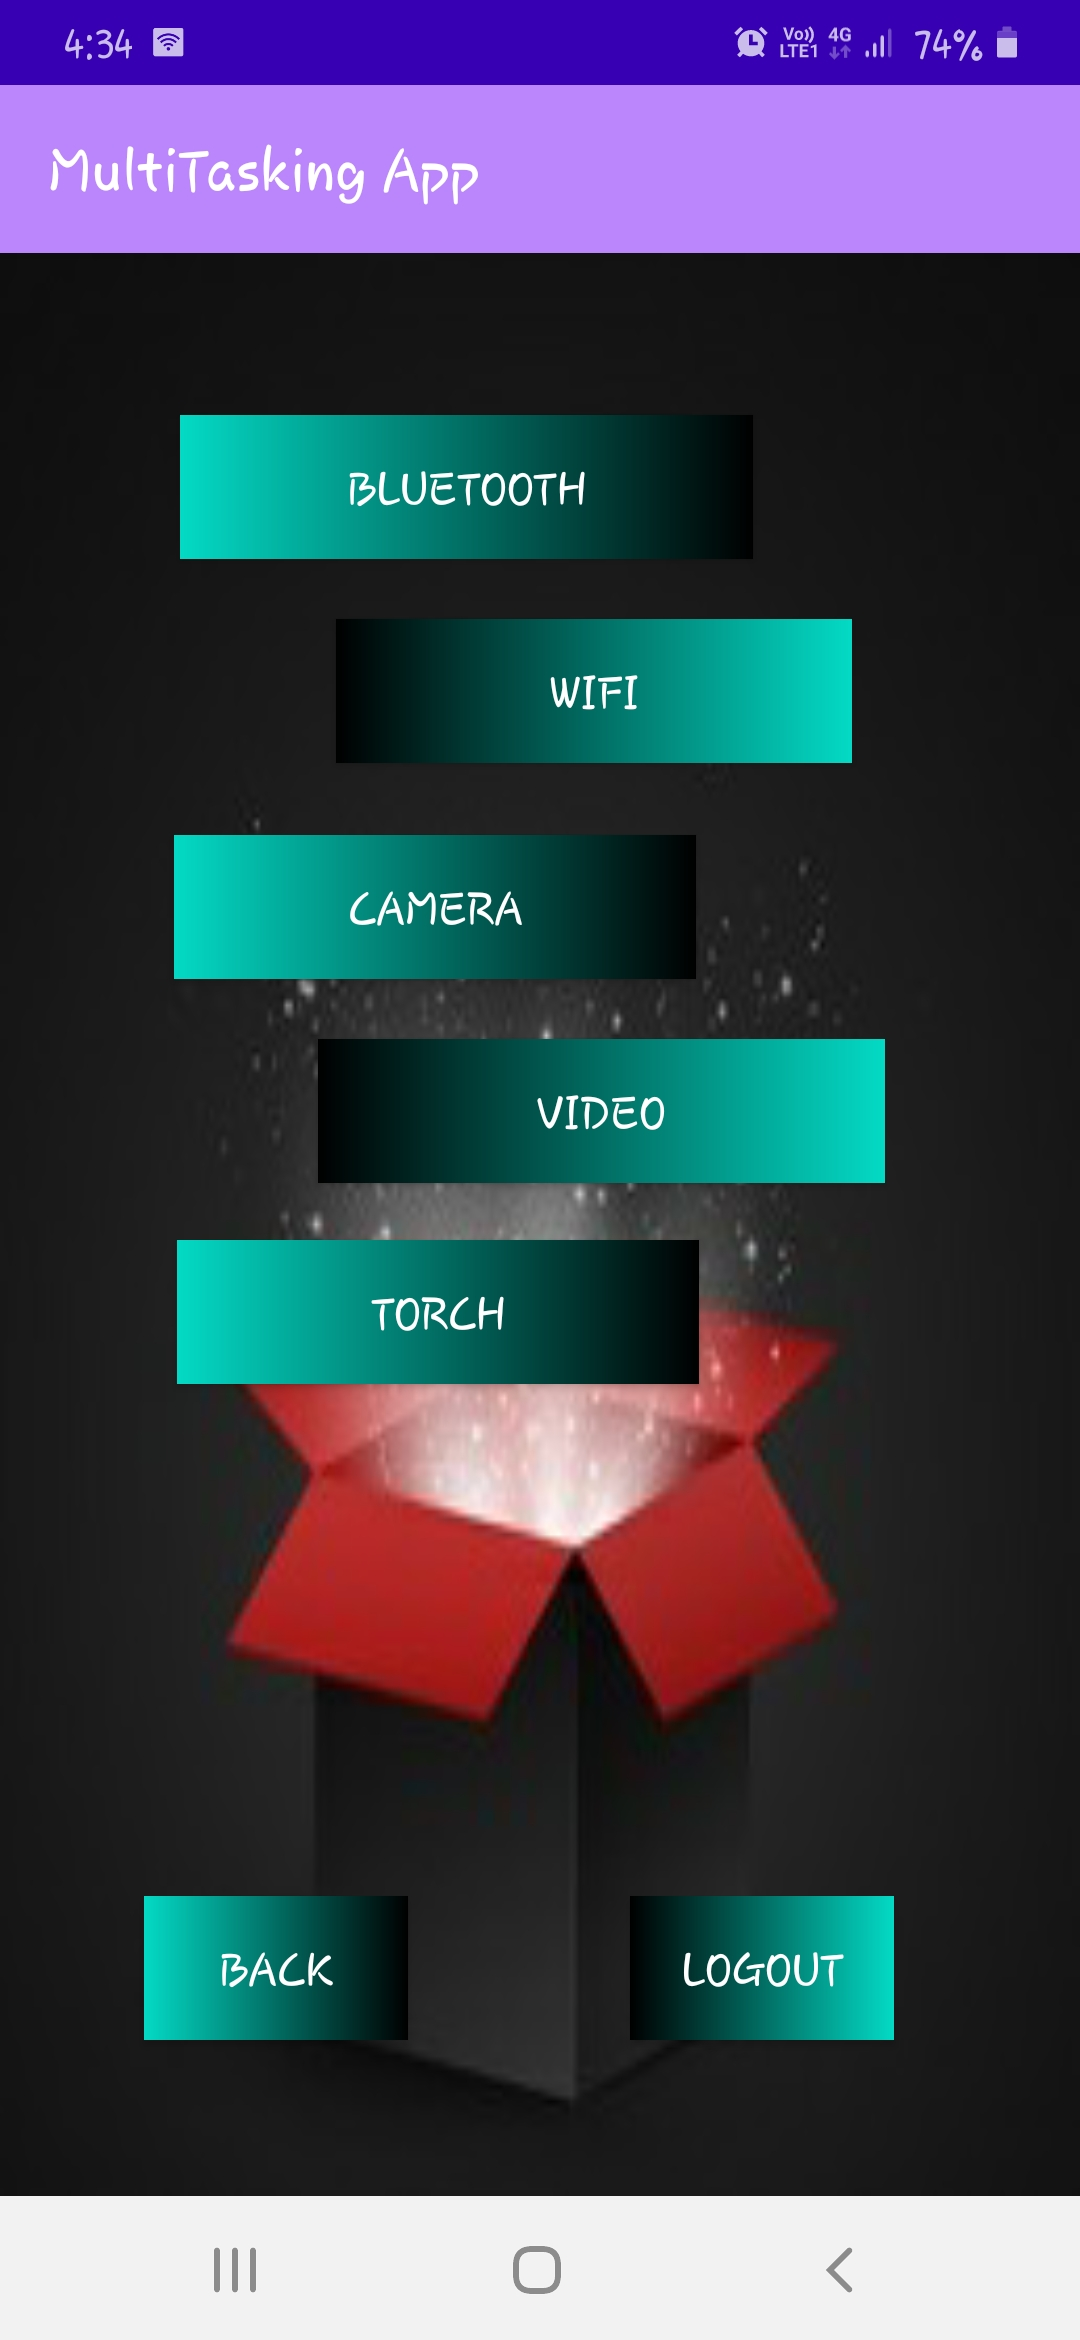 4:34 Vo)) LTE1 4G 74%
MultiTasking App
BLUETOOTH
WIFI
CAMERA
VIDEO
TORCH
BACK LOGOUT